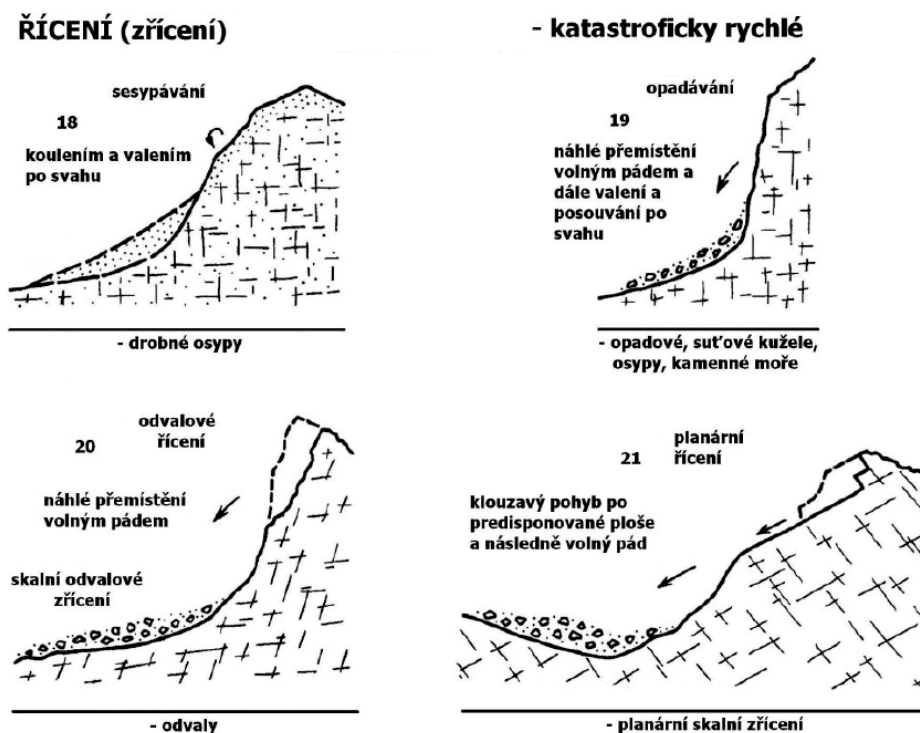 ŘÍCENÍ (zřícení)
- katastroficky rychlé
sesypávání
18
koulením a valením
po svahu
- drobné osypy
opadávání
19
náhlé přemístění
volným pádem a
dále valení a
posouvání po
svahu
- opadové, suťové kužele,
osypy, kamenné moře
odvalové
řícení
20
náhlé přemístění
volným pádem
skalní odvalové
zřícení
- odvaly
planární
řícení
21
klouzavý pohyb po
predisponované ploše
a následně volný pád
- planární skalní zřícení